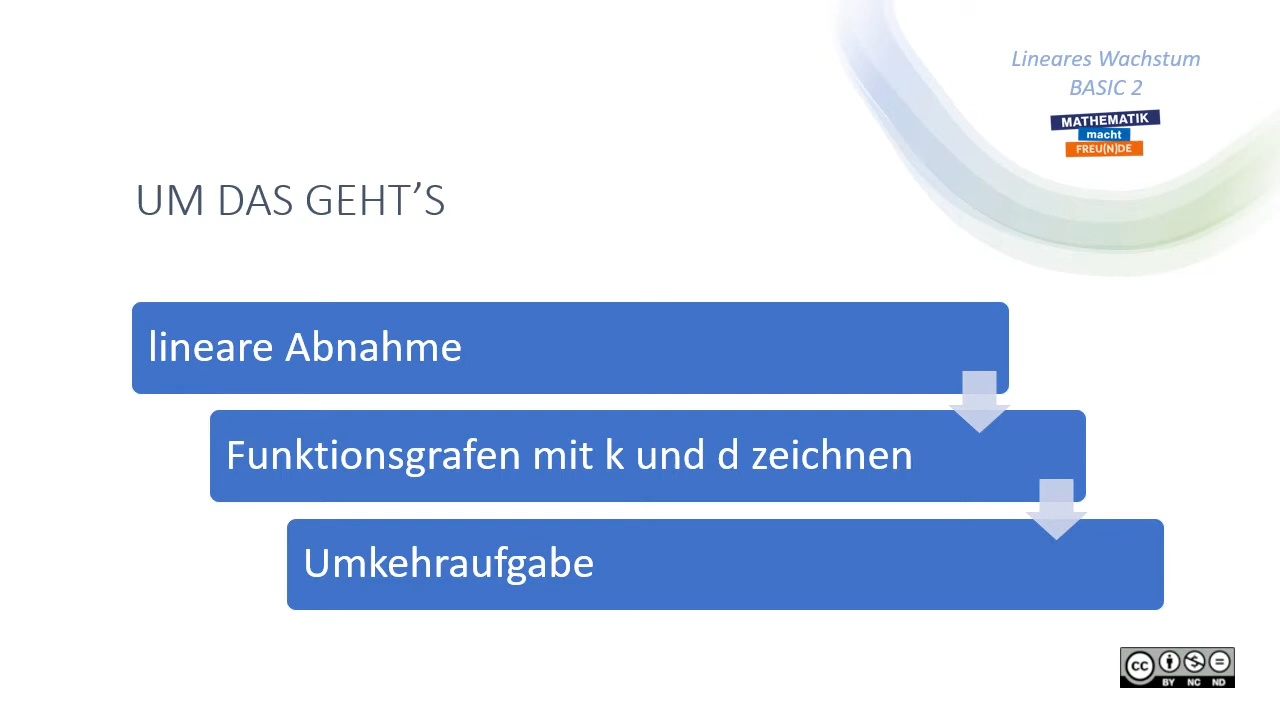 Lineares Wachstum
BASIC 2
MATHEMATIK
macht
FREU(N)DE
UM DAS GEHT’S
lineare Abnahme
Funktionsgrafen mit k und d zeichnen
Umkehraufgabe
cc
BY NC ND